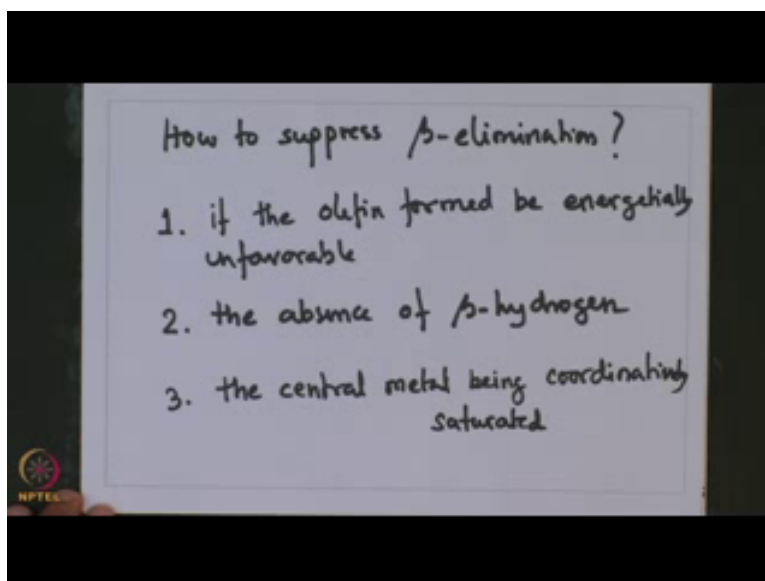 How to suppress β-elimination?
1. if the olefin formed be energetially
unfavorable
2. the absence of β-hydrogen
3. the central metal being coordinatively
saturated
NPTEL